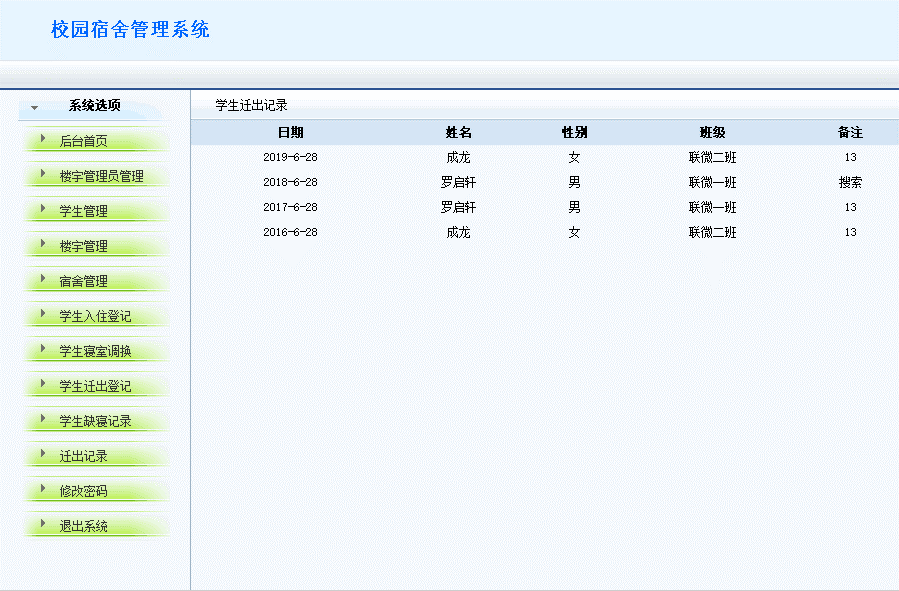 校园宿舍管理系统
系统选项
后台首页
楼宇管理员管理
学生管理
楼宇管理
宿舍管理
学生入住登记
学生寝室调换
学生迁出登记
学生缺寝记录
迁出记录
修改密码
退出系统
学生迁出记录
日期 姓名 性别 班级 备注
2019-6-28 成龙 女 联微二班 13
2018-6-28 罗启轩 男 联微一班 搜索
2017-6-28 罗启轩 男 联微一班 13
2016-6-28 成龙 女 联微二班 13